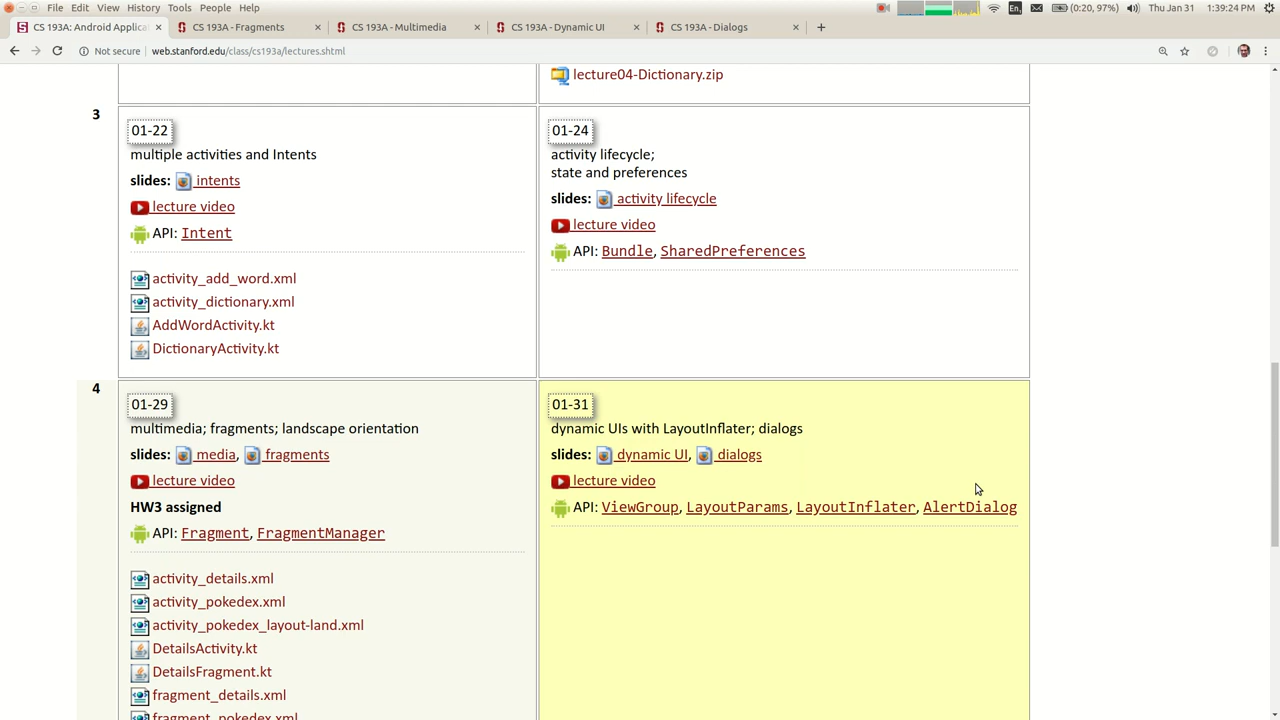 File Edit View History Tools People Help
En (0:20, 97%) Thu Jan 31 1:39:24 PM
CS 193A: Android Applicat
CS 193A - Fragments
CS 193A - Multimedia
CS 193A - Dynamic UI
CS 193A - Dialogs
Not secure web.stanford.edu/class/cs193a/lectures.shtml
lecture04-Dictionary.zip
3
01-22
multiple activities and Intents
slides: intents
lecture video
API: Intent
activity_add_word.xml
activity_dictionary.xml
AddWordActivity.kt
DictionaryActivity.kt
01-24
activity lifecycle;
state and preferences
slides: activity lifecycle
lecture video
API: Bundle, SharedPreferences
4
01-29
multimedia; fragments; landscape orientation
slides: media, fragments
lecture video
HW3 assigned
API: Fragment, FragmentManager
activity_details.xml
activity_pokedex.xml
activity_pokedex_layout-land.xml
DetailsActivity.kt
DetailsFragment.kt
fragment_details.xml
fragment_pokedex.xml
01-31
dynamic UIs with LayoutInflater; dialogs
slides: dynamic UI, dialogs
lecture video
API: ViewGroup, LayoutParams, LayoutInflater, AlertDialog